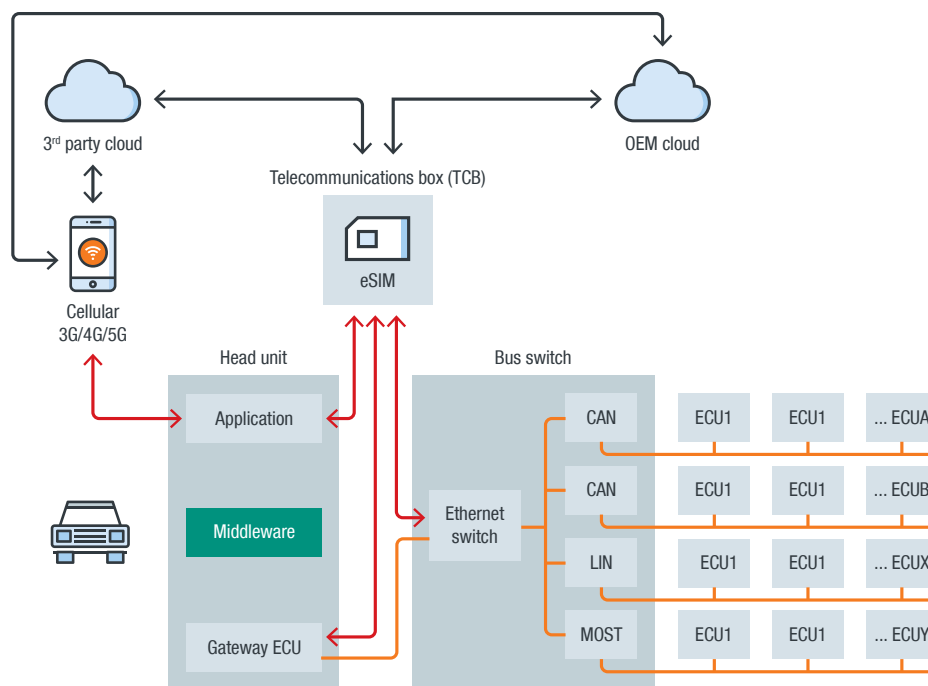 3rd party cloud
OEM cloud
Telecommunications box (TCB)
eSIM
Cellular
3G/4G/5G
Head unit
Bus switch
Application
CAN
ECU1
ECU1
... ECUA
CAN
ECU1
ECU1
... ECUB
Middleware
Ethernet
switch
LIN
ECU1
ECU1
... ECUX
Gateway ECU
MOST
ECU1
ECU1
... ECUY